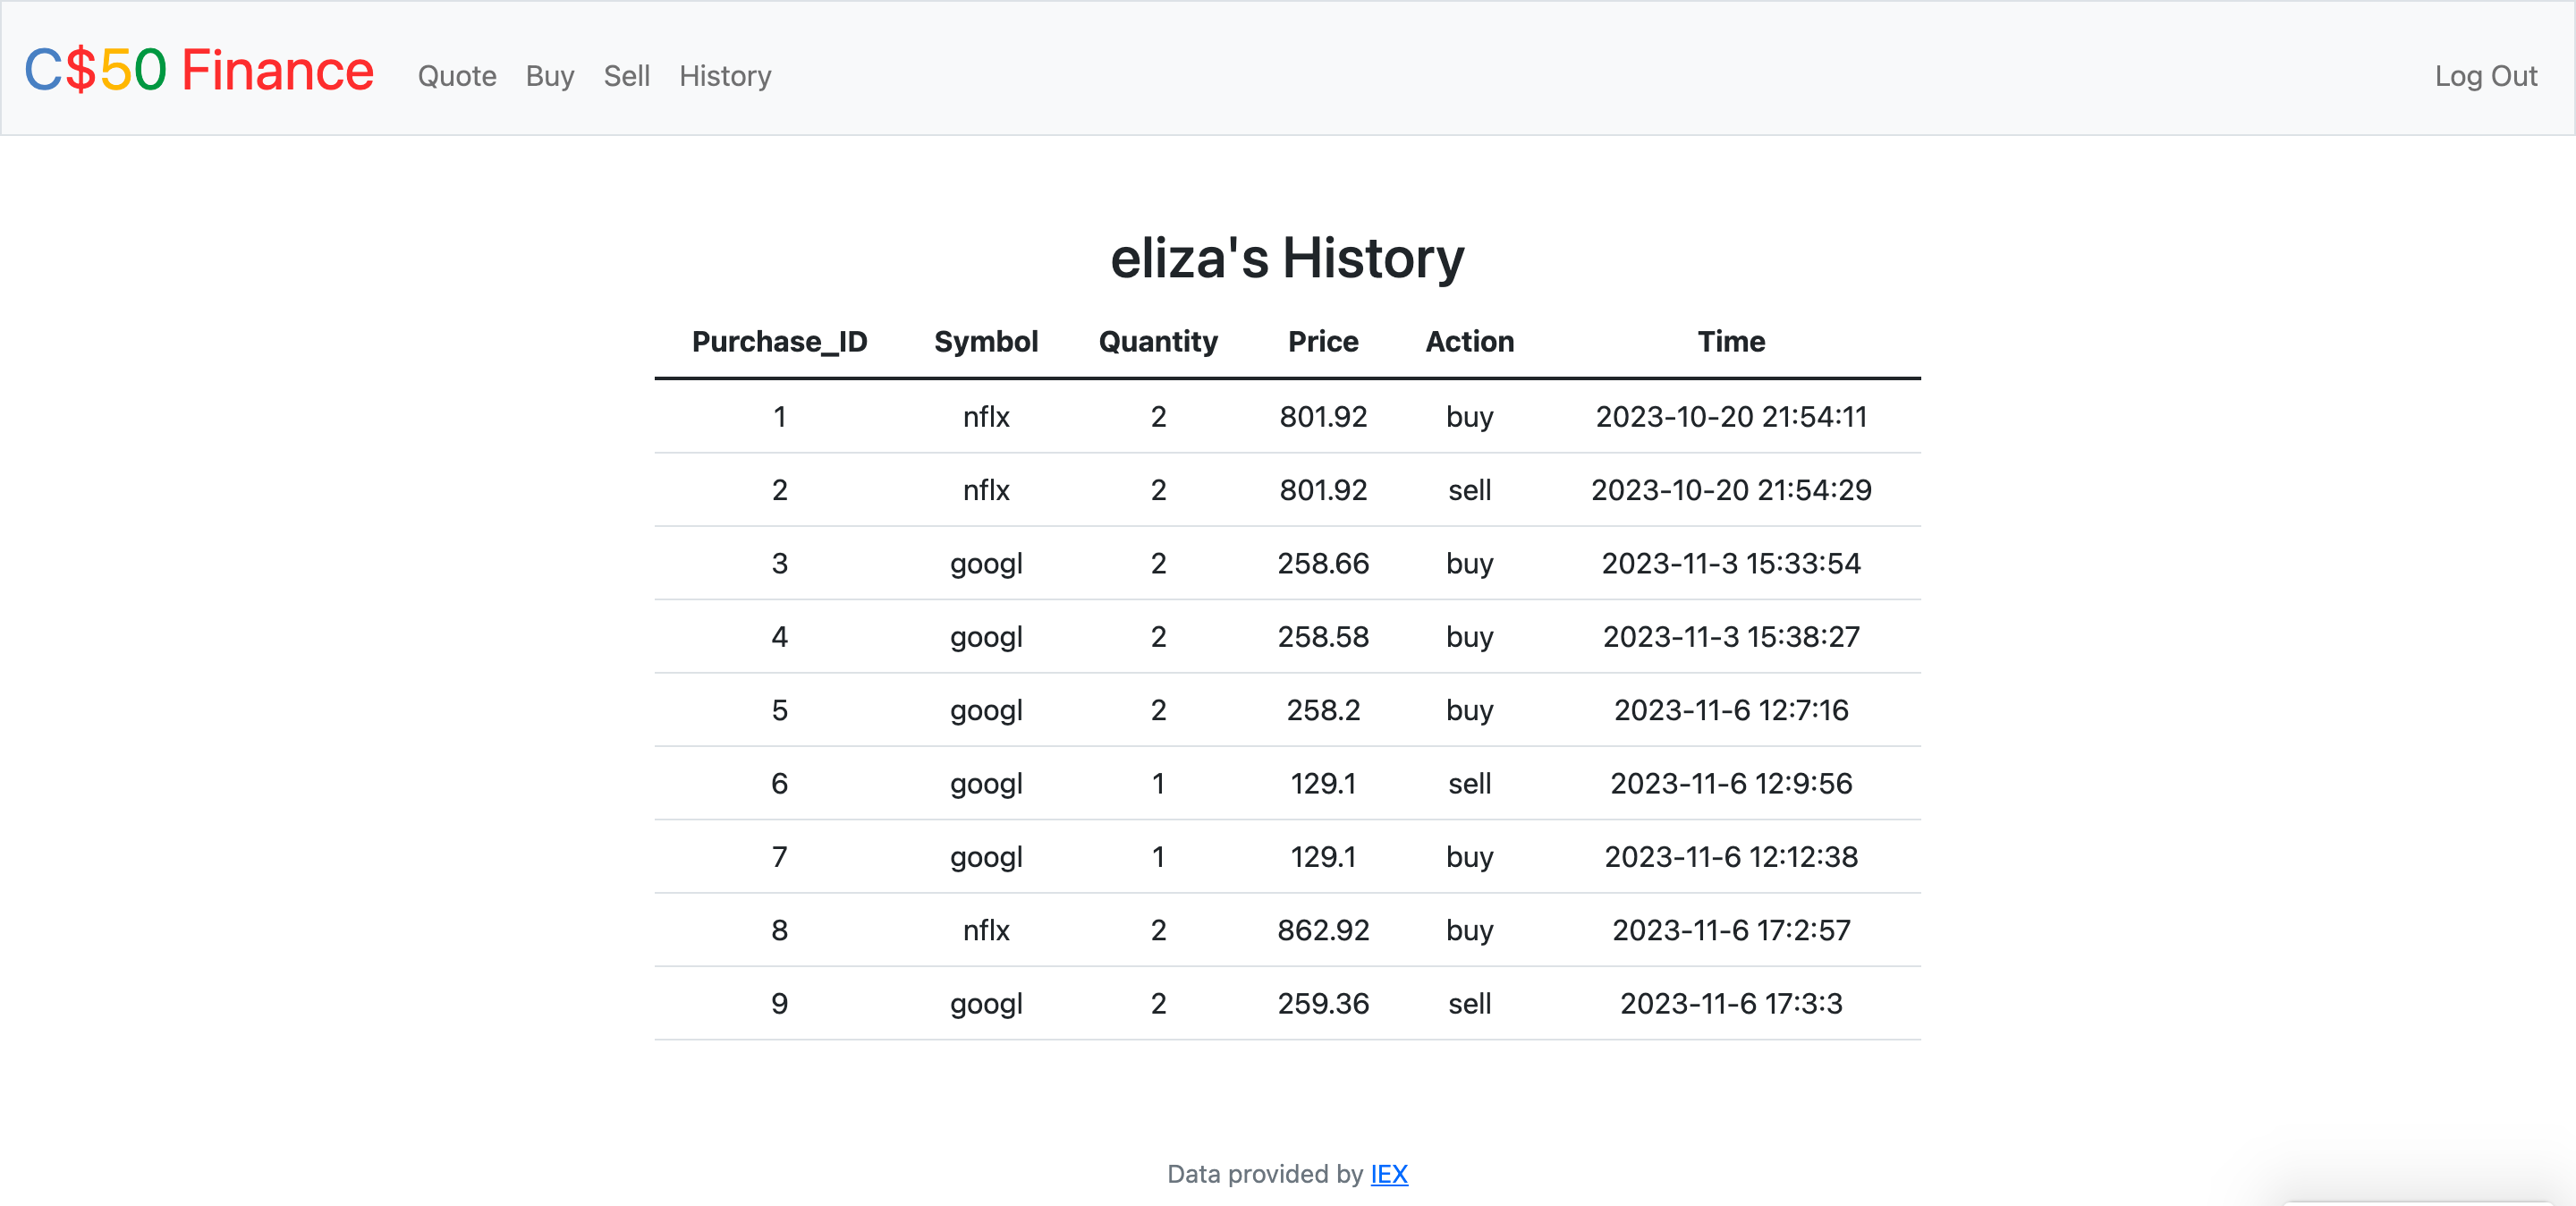 C$50 Finance Quote Buy Sell History Log Out
eliza's History
Purchase_ID Symbol Quantity Price Action Time
1 nflx 2 801.92 buy 2023-10-20 21:54:11
2 nflx 2 801.92 sell 2023-10-20 21:54:29
3 googl 2 258.66 buy 2023-11-3 15:33:54
4 googl 2 258.58 buy 2023-11-3 15:38:27
5 googl 2 258.2 buy 2023-11-6 12:7:16
6 googl 1 129.1 sell 2023-11-6 12:9:56
7 googl 1 129.1 buy 2023-11-6 12:12:38
8 nflx 2 862.92 buy 2023-11-6 17:2:57
9 googl 2 259.36 sell 2023-11-6 17:3:3
Data provided by IEX